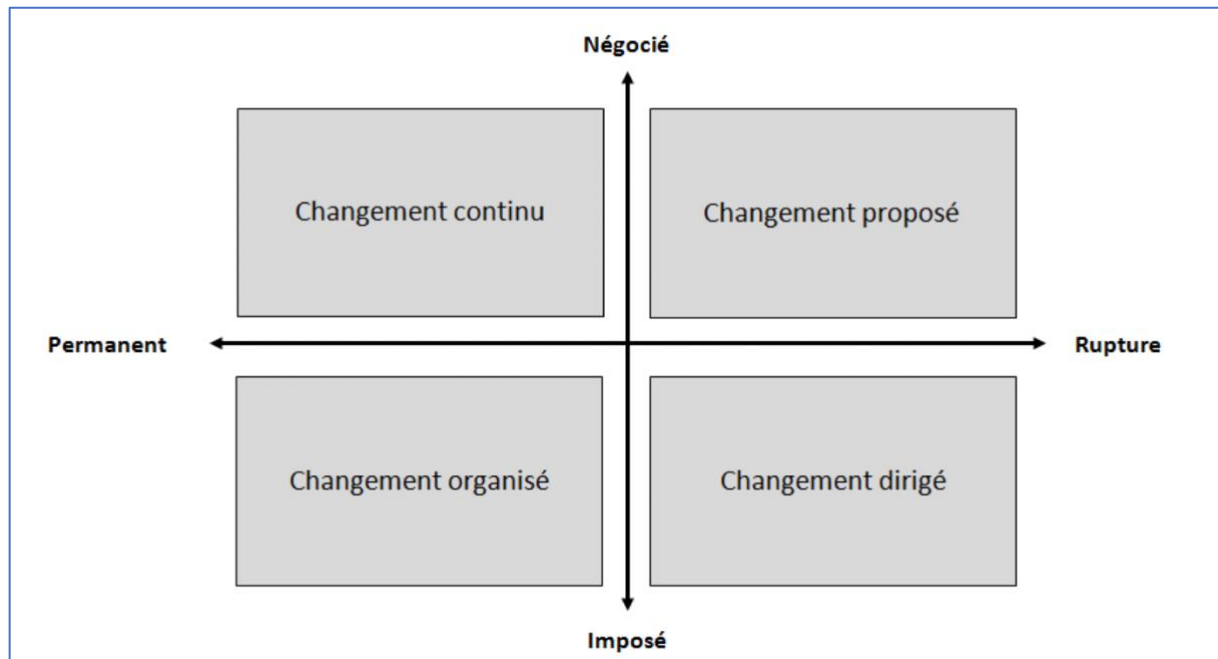 Négocié
Changement continu
Changement proposé
Permanent
Rupture
Changement organisé
Changement dirigé
Imposé